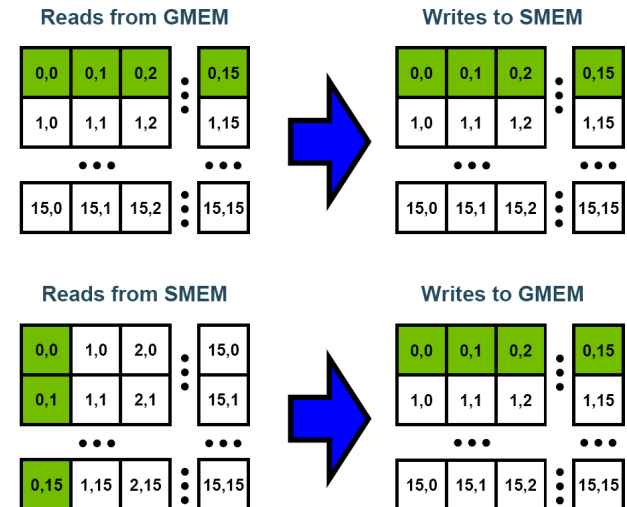 Reads from GMEM Writes to SMEM
0,0 0,1 0,2 0,15 0,0 0,1 0,2 0,15
1,0 1,1 1,2 1,15 1,0 1,1 1,2 1,15
15,0 15,1 15,2 15,15 15,0 15,1 15,2 15,15
Reads from SMEM Writes to GMEM
0,0 1,0 2,0 15,0 0,0 0,1 0,2 0,15
0,1 1,1 2,1 15,1 1,0 1,1 1,2 1,15
0,15 1,15 2,15 15,15 15,0 15,1 15,2 15,15